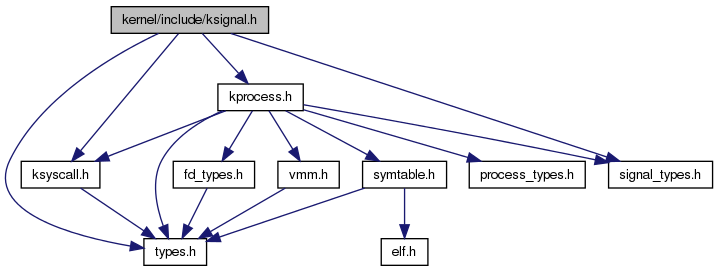 kernel/include/ksignal.h
kprocess.h
ksyscall.h
fd_types.h
vmm.h
symtable.h
process_types.h
signal_types.h
types.h
elf.h